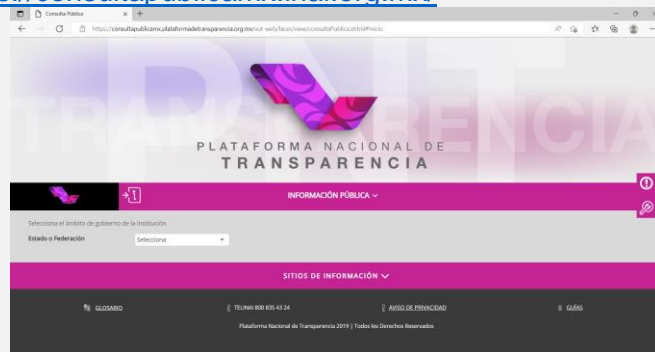 Consulta Pública
https://consultapublicamx.plataformadetransparencia.org.mx/vut-web/faces/view/consultaPublica.xhtml#inicio
PNT
TRANSPARENCIA
PLATAFORMA NACIONAL DE
TRANSPARENCIA
INFORMACIÓN PÚBLICA
Selecciona el ámbito de gobierno de la institución
Estado o Federación
Selecciona
SITIOS DE INFORMACIÓN
GLOSARIO
TELINAI 800 835 43 24
AVISO DE PRIVACIDAD
GUÍAS
Plataforma Nacional de Transparencia 2019 | Todos los Derechos Reservados